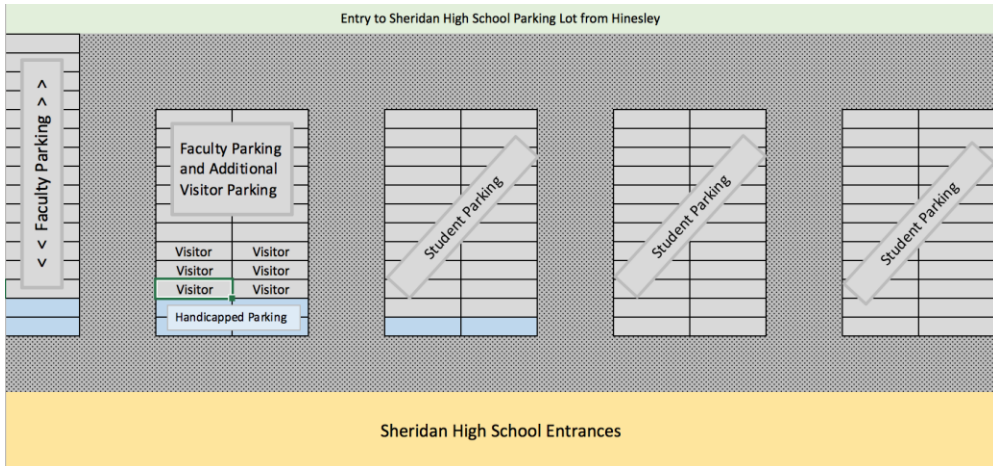 Entry to Sheridan High School Parking Lot from Hinesley
< < Faculty Parking > >
Faculty Parking
and Additional
Visitor Parking
Visitor Visitor
Visitor Visitor
Visitor Visitor
Handicapped Parking
Student Parking
Student Parking
Student Parking
Sheridan High School Entrances